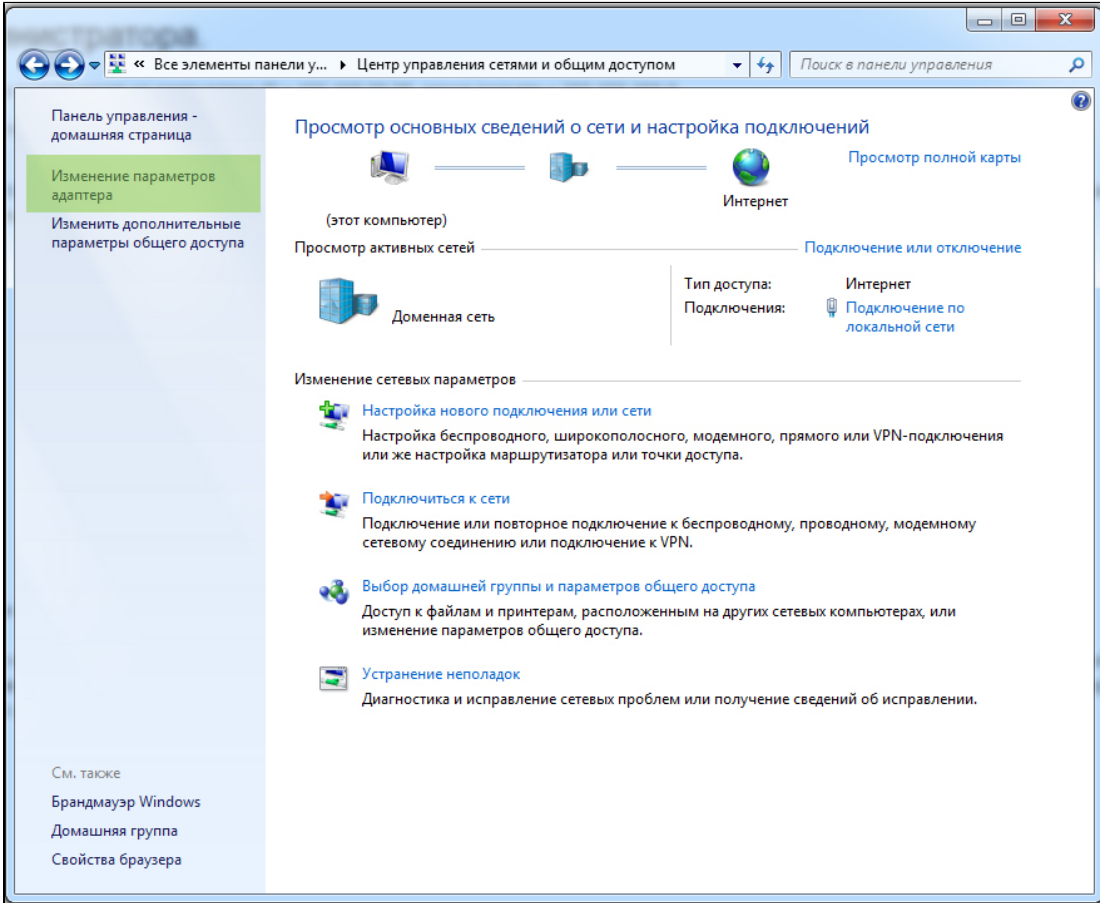 нистратора.
« Все элементы панели у... ▸ Центр управления сетями и общим доступом
Поиск в панели управления
Панель управления -
домашняя страница
Изменение параметров
адаптера
Изменить дополнительные
параметры общего доступа
Просмотр основных сведений о сети и настройка подключений
Просмотр полной карты
(этот компьютер)
Интернет
Просмотр активных сетей
Подключение или отключение
Доменная сеть
Тип доступа: Интернет
Подключения: Подключение по
локальной сети
Изменение сетевых параметров
Настройка нового подключения или сети
Настройка беспроводного, широкополосного, модемного, прямого или VPN-подключения
или же настройка маршрутизатора или точки доступа.
Подключиться к сети
Подключение или повторное подключение к беспроводному, проводному, модемному
сетевому соединению или подключение к VPN.
Выбор домашней группы и параметров общего доступа
Доступ к файлам и принтерам, расположенным на других сетевых компьютерах, или
изменение параметров общего доступа.
Устранение неполадок
Диагностика и исправление сетевых проблем или получение сведений об исправлении.
См. также
Брандмауэр Windows
Домашняя группа
Свойства браузера